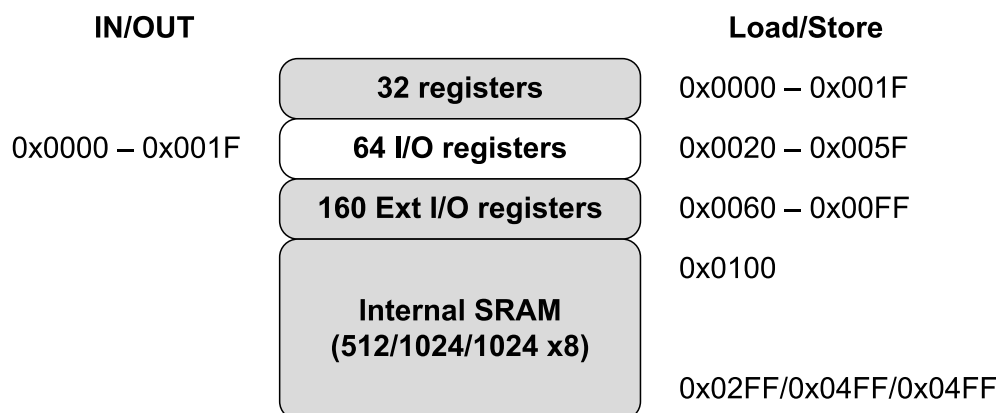 IN/OUT
Load/Store
32 registers
0x0000 – 0x001F
0x0000 – 0x001F
64 I/O registers
0x0020 – 0x005F
160 Ext I/O registers
0x0060 – 0x00FF
0x0100
Internal SRAM
(512/1024/1024 x8)
0x02FF/0x04FF/0x04FF